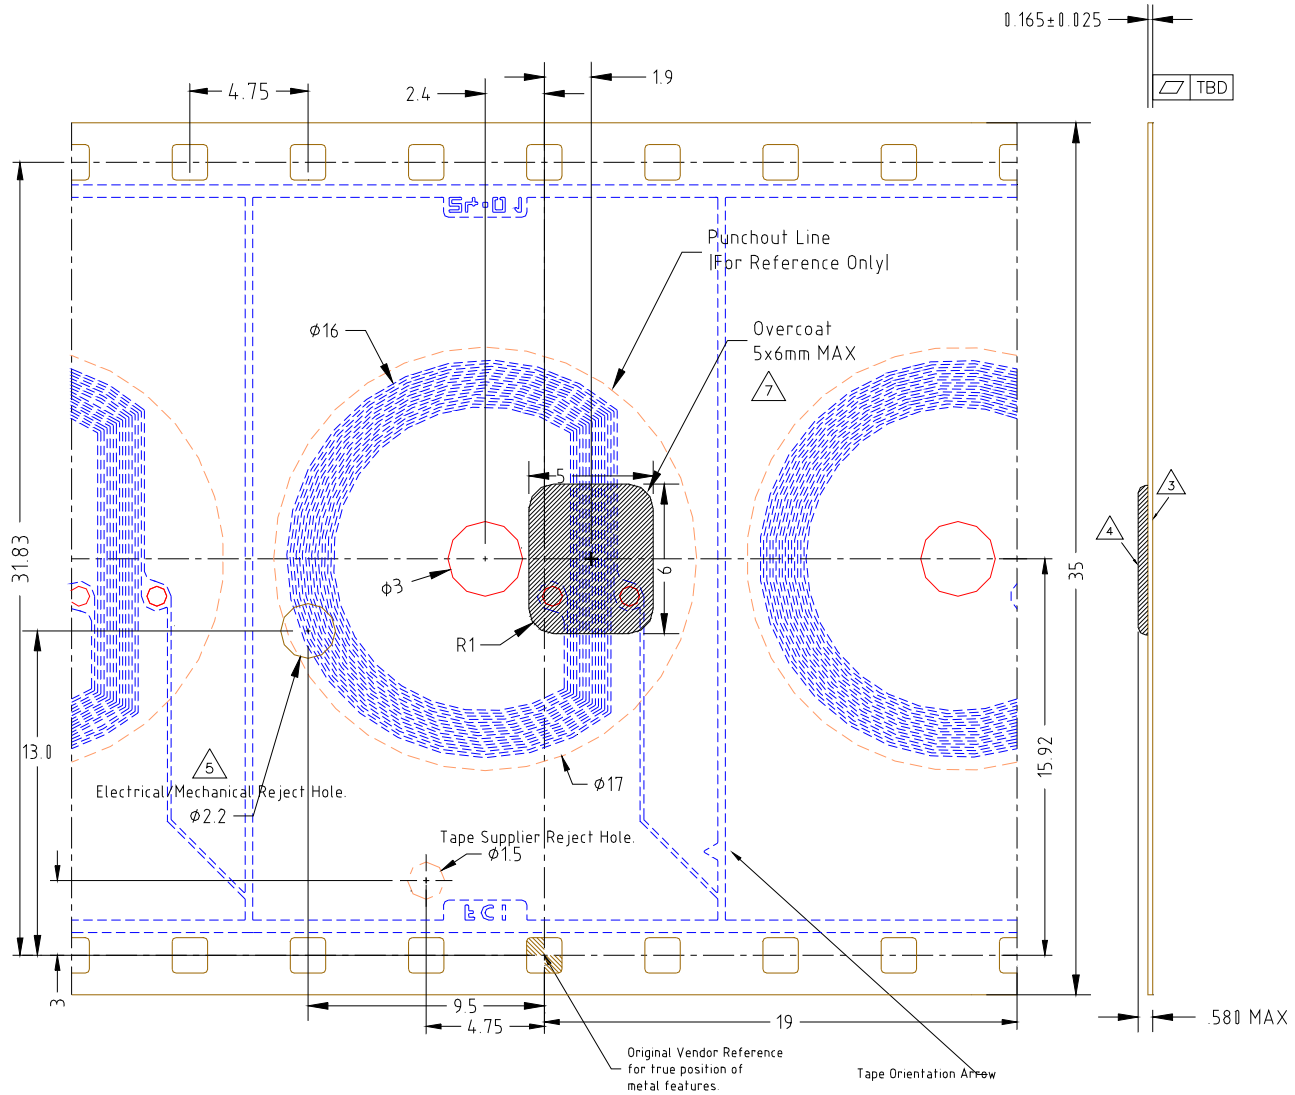 0.165±0.025
TBD
4.75
2.4
1.9
Punchout Line
|For Reference Only|
ϕ16
Overcoat
5x6mm MAX
7
5
3
4
31.83
ϕ3
6
35
R1
13.0
5
15.92
Electrical/Mechanical Reject Hole.
ϕ17
ϕ2.2
Tape Supplier Reject Hole.
ϕ1.5
3
9.5
4.75
19
.580 MAX
Original Vendor Reference
for true position of
metal features.
Tape Orientation Arrow